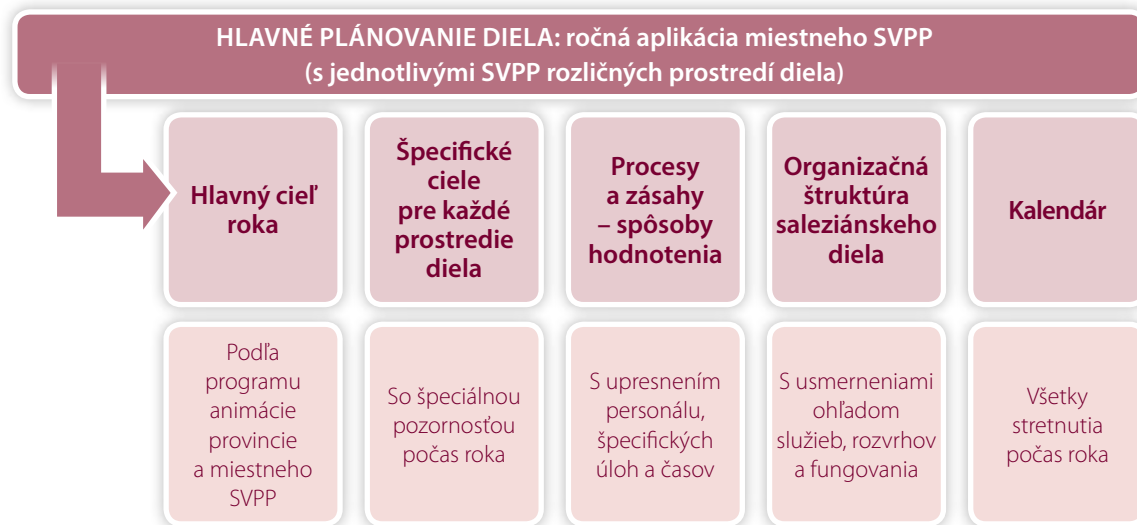 HLAVNÉ PLÁNOVANIE DIELA: ročná aplikácia miestneho SVPP
(s jednotlivými SVPP rozličných prostredí diela)
Hlavný cieľ
roka
Špecifické
ciele
pre každé
prostredie
diela
Procesy
a zásahy
– spôsoby
hodnotenia
Organizačná
štruktúra
saleziánskeho
diela
Kalendár
Podľa
programu
animácie
provincie
a miestneho
SVPP
So špeciálnou
pozornosťou
počas roka
S upresnením
personálu,
špecifických
úloh a časov
S usmerneniami
ohľadom
služieb, rozvrhov
a fungovania
Všetky
stretnutia
počas roka